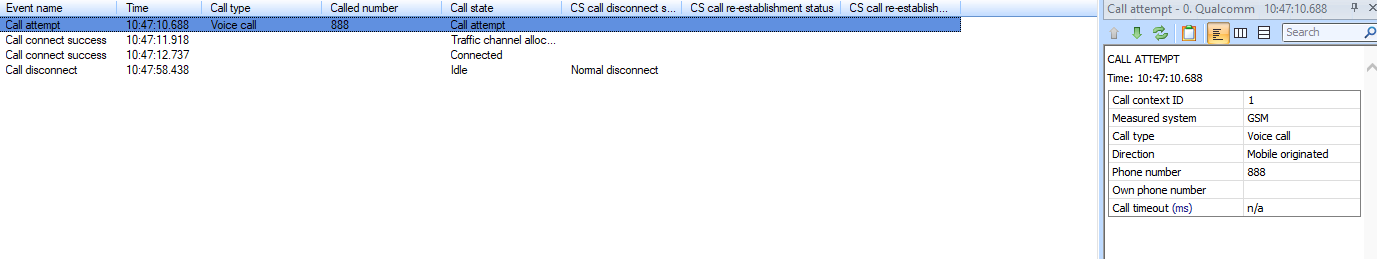 Event name Time Call type Called number Call state CS call disconnect s... CS call re-establishment status CS call re-establish...
Call attempt 10:47:10.688 Voice call 888 Call attempt
Call connect success 10:47:11.918 Traffic channel alloc...
Call connect success 10:47:12.737 Connected
Call disconnect 10:47:58.438 Idle Normal disconnect
Call attempt - 0. Qualcomm 10:47:10.688
Search
CALL ATTEMPT
Time: 10:47:10.688
Call context ID 1
Measured system GSM
Call type Voice call
Direction Mobile originated
Phone number 888
Own phone number
Call timeout (ms) n/a